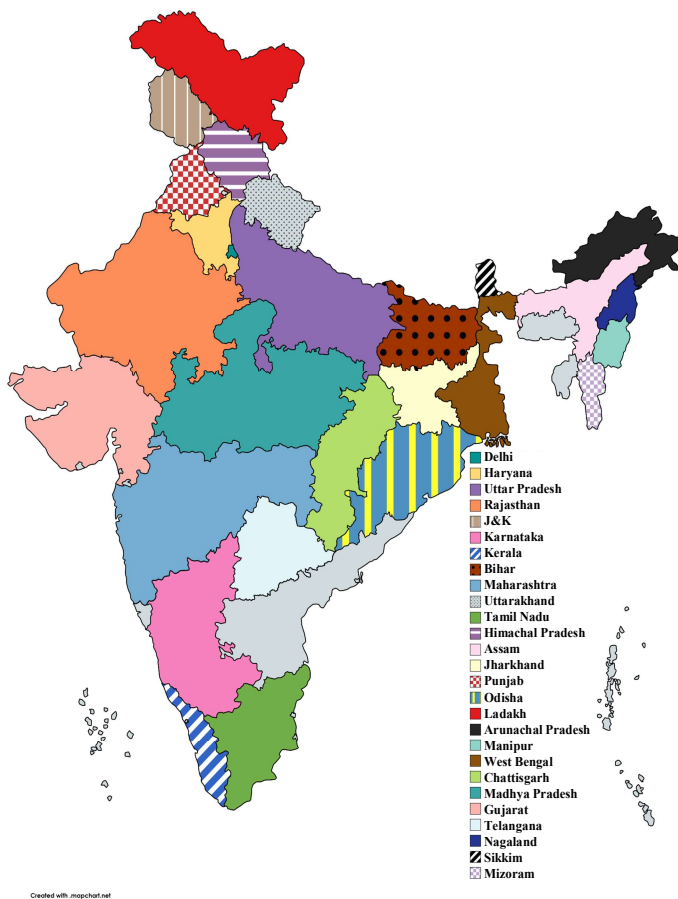 Delhi
Haryana
Uttar Pradesh
Rajasthan
J&K
Karnataka
Kerala
Bihar
Maharashtra
Uttarakhand
Tamil Nadu
Himachal Pradesh
Assam
Jharkhand
Punjab
Odisha
Ladakh
Arunachal Pradesh
Manipur
West Bengal
Chattisgarh
Madhya Pradesh
Gujarat
Telangana
Nagaland
Sikkim
Mizoram
Created with .mapchart.net